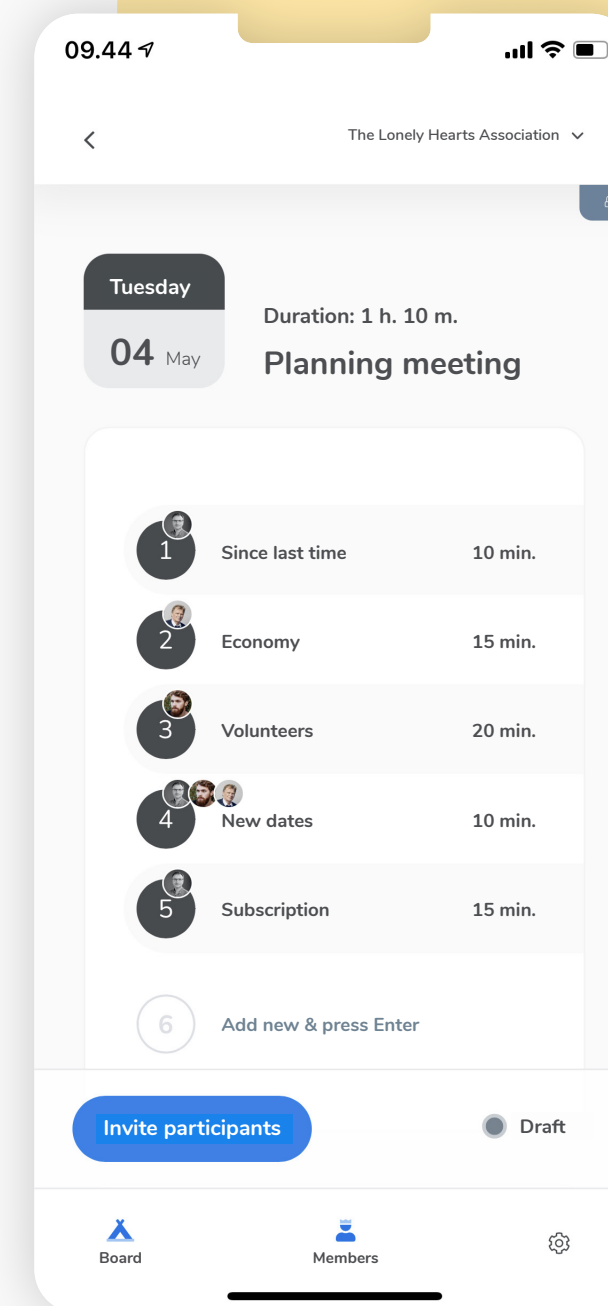 09.44
The Lonely Hearts Association
Tuesday
04 May
Duration: 1 h. 10 m.
Planning meeting
1 Since last time 10 min.
2 Economy 15 min.
3 Volunteers 20 min.
4 New dates 10 min.
5 Subscription 15 min.
6 Add new & press Enter
Invite participants Draft
Board Members